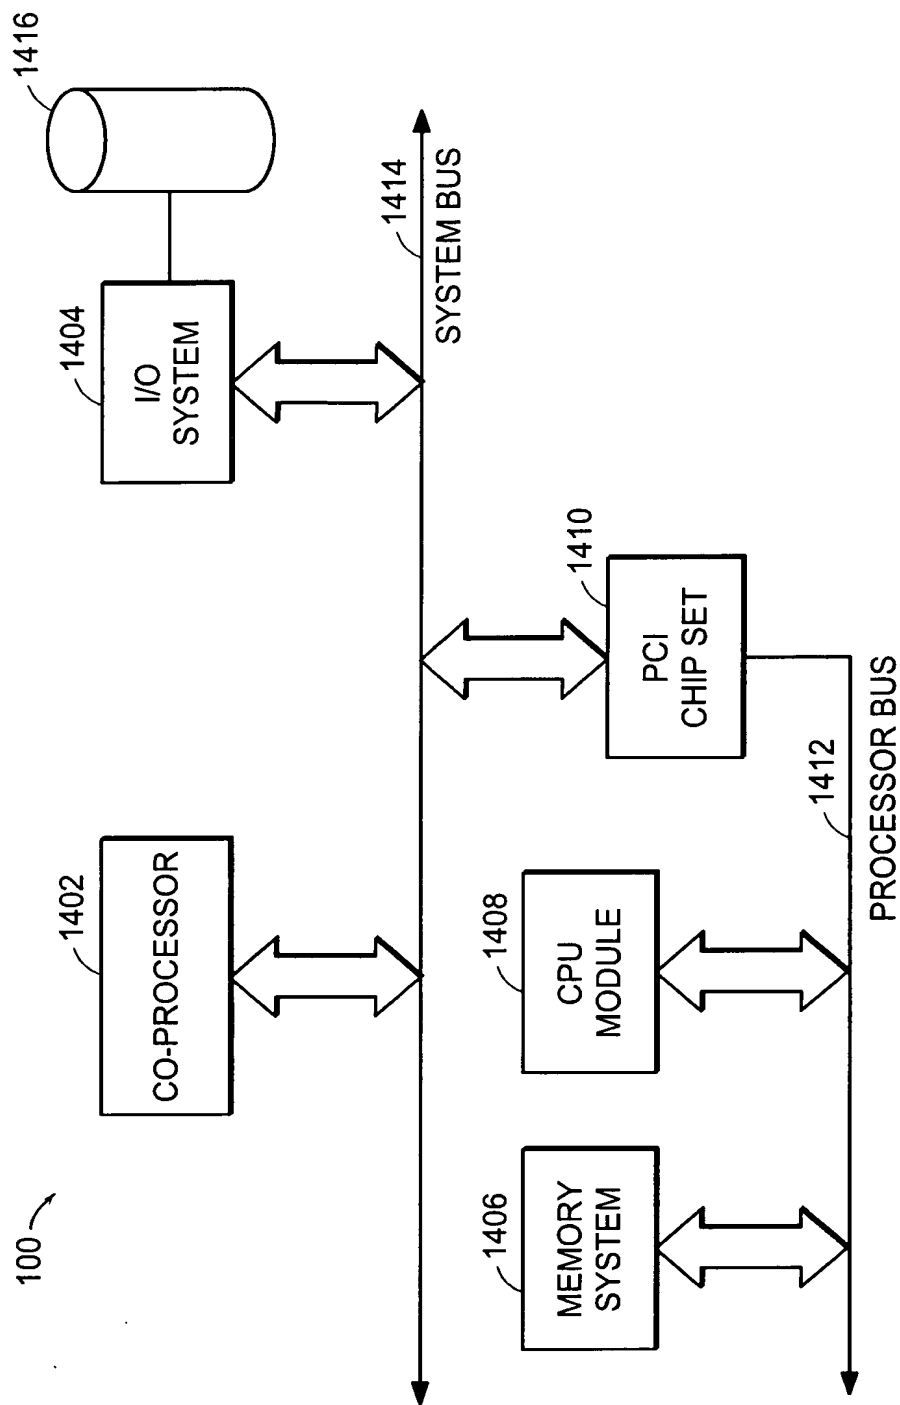 100
1402
CO-PROCESSOR
1404
I/O
SYSTEM
1416
1414
SYSTEM BUS
1406
MEMORY
SYSTEM
1408
CPU
MODULE
1410
PCI
CHIP SET
1412
PROCESSOR BUS